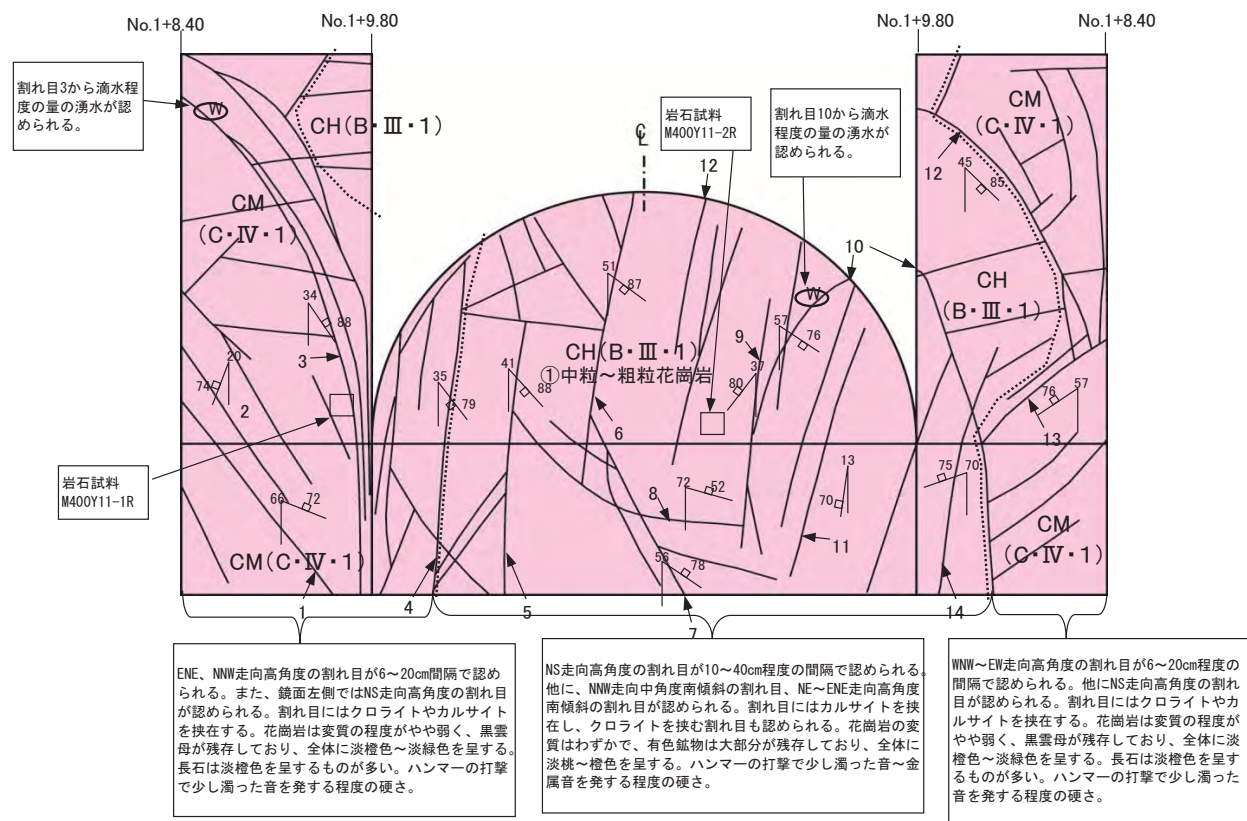 No.1+8.40
No.1+9.80
No.1+9.80
No.1+8.40
割れ目3から滴水程
度の量の湧水が認
められる。
W
CH(B・Ⅲ・1)
CM
(C・Ⅳ・1)
34
88
3
20
74
2
岩石試料
M400Y11-1R
66
72
CM(C・Ⅳ・1)
1
℄
岩石試料
M400Y11-2R
割れ目10から滴水
程度の量の湧水が
認められる。
12
10
W
51
87
57
76
9
CH(B・Ⅲ・1)
①中粒～粗粒花崗岩
37
80
41
88
35
79
6
72
52
13
70
8
11
56
78
4
5
7
14
CM
(C・Ⅳ・1)
12
45
85
CH
(B・Ⅲ・1)
76
57
13
75
70
CM
(C・Ⅳ・1)
ENE、NNW走向高角度の割れ目が6～20cm間隔で認め
られる。また、鏡面左側ではNS走向高角度の割れ目
が認められる。割れ目にはクロライトやカルサイト
を挟在する。花崗岩は変質の程度がやや弱く、黒雲
母が残存しており、全体に淡橙色～淡緑色を呈する。
長石は淡橙色を呈するものが多い。ハンマーの打撃
で少し濁った音を発する程度の硬さ。
NS走向高角度の割れ目が10～40cm程度の間隔で認められる。
他に、NNW走向中角度南傾斜の割れ目、NE～ENE走向高角度
南傾斜の割れ目が認められる。割れ目にはカルサイトを挟
在し、クロライトを挟む割れ目も認められる。花崗岩の変
質はわずかで、有色鉱物は大部分が残存しており、全体に
淡桃～橙色を呈する。ハンマーの打撃で少し濁った音～金
属音を発する程度の硬さ。
WNW～EW走向高角度の割れ目が6～20cm程度の
間隔で認められる。他にNS走向高角度の割れ
目が認められる。割れ目にはクロライトやカ
ルサイトを挟在する。花崗岩は変質の程度が
やや弱く、黒雲母が残存しており、全体に淡
橙色～淡緑色を呈する。長石は淡橙色を呈す
るものが多い。ハンマーの打撃で少し濁った
音を発する程度の硬さ。